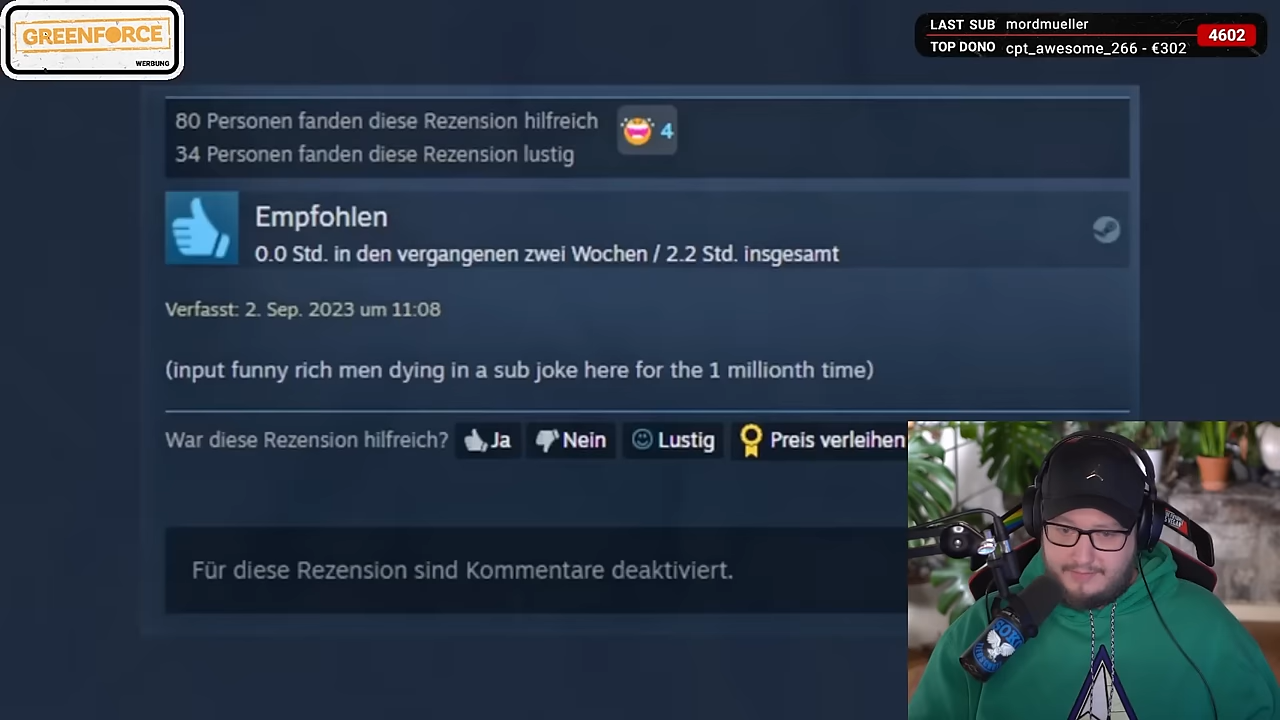 GREENFORCE
WERBUNG
LAST SUB mordmueller
TOP DONO cpt_awesome_266 - €302
4602
80 Personen fanden diese Rezension hilfreich
34 Personen fanden diese Rezension lustig
4
Empfohlen
0.0 Std. in den vergangenen zwei Wochen / 2.2 Std. insgesamt
Verfasst: 2. Sep. 2023 um 11:08
(input funny rich men dying in a sub joke here for the 1 millionth time)
War diese Rezension hilfreich? Ja Nein Lustig Preis verleihen
Für diese Rezension sind Kommentare deaktiviert.